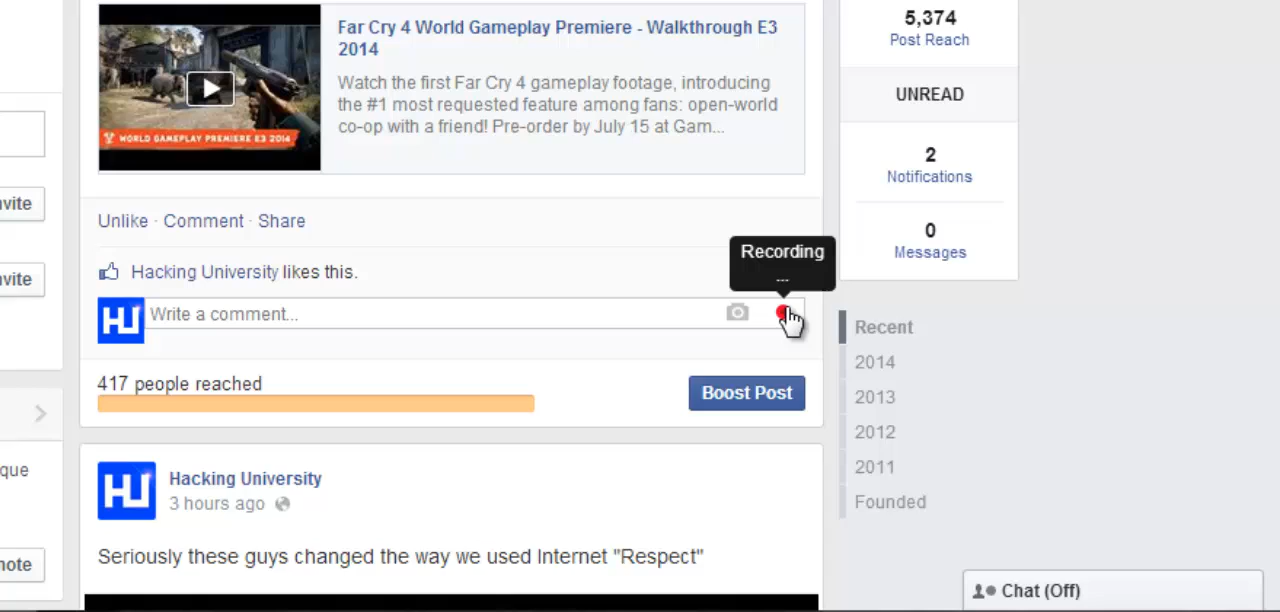 Far Cry 4 World Gameplay Premiere - Walkthrough E3
2014
Watch the first Far Cry 4 gameplay footage, introducing
the #1 most requested feature among fans: open-world
co-op with a friend! Pre-order by July 15 at Gam...
WORLD GAMEPLAY PREMIERE E3 2014
Unlike · Comment · Share
Hacking University likes this.
HU
Write a comment...
Recording
...
417 people reached
Boost Post
HU
Hacking University
3 hours ago
Seriously these guys changed the way we used Internet "Respect"
vite
vite
que
note
5,374
Post Reach
UNREAD
2
Notifications
0
Messages
Recent
2014
2013
2012
2011
Founded
Chat (Off)